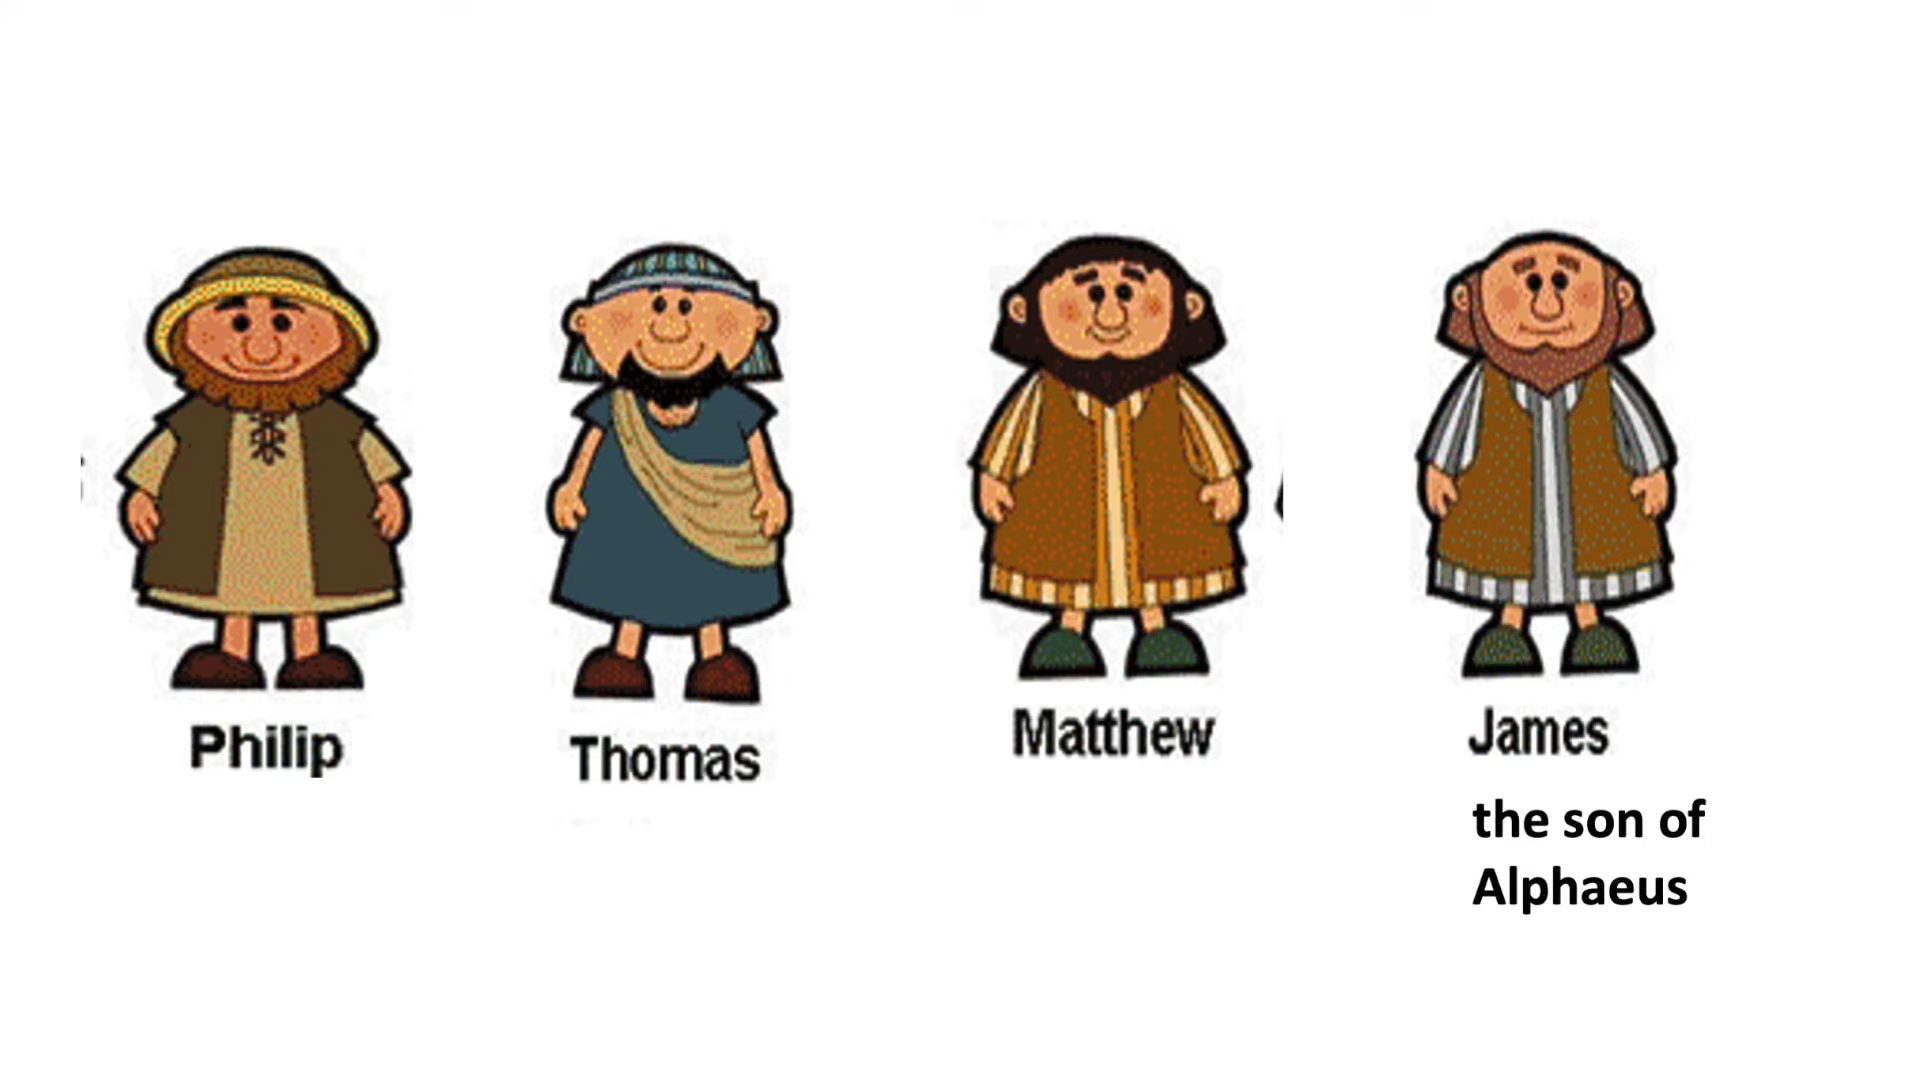 Philip
Thomas
Matthew
James
the son of
Alphaeus